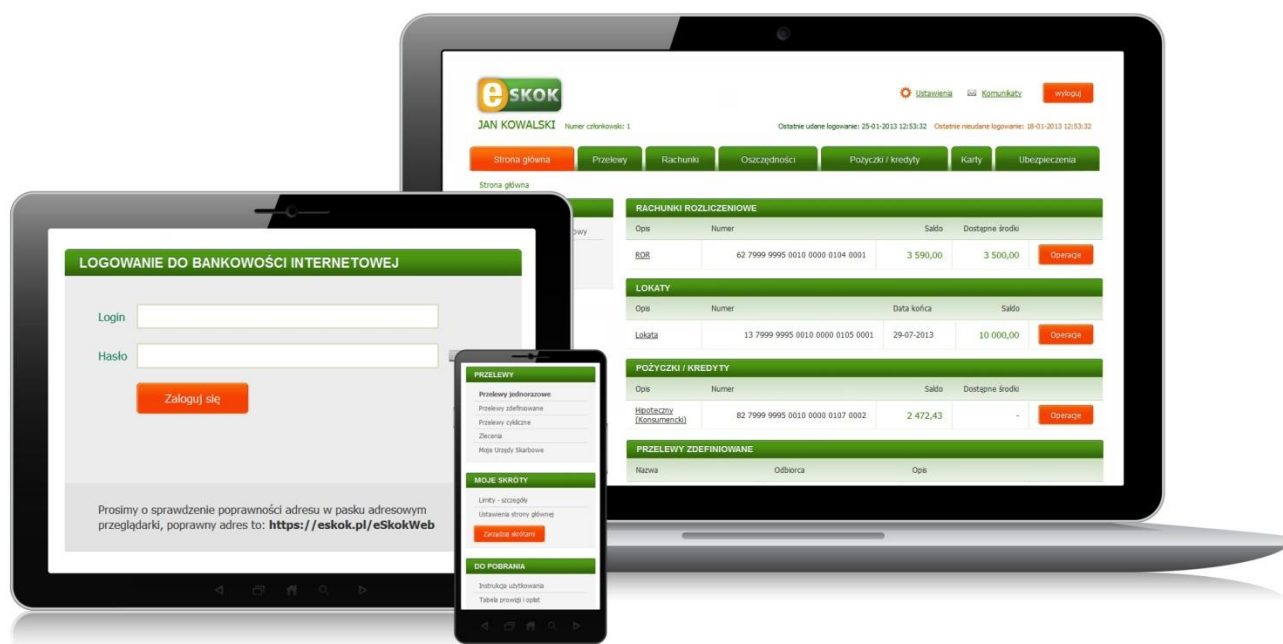 eSKOK
Ustawienia Komunikaty wyloguj
JAN KOWALSKI Numer członkowski: 1 Ostatnie udane logowanie: 25-01-2013 12:53:32 Ostatnie nieudane logowanie: 18-01-2013 12:53:32
Strona główna Przelewy Rachunki Oszczędności Pożyczki / kredyty Karty Ubezpieczenia
Strona główna
owy
RACHUNKI ROZLICZENIOWE
Opis Numer Saldo Dostępne środki
ROR 62 7999 9995 0010 0000 0104 0001 3 590,00 3 500,00 Operacje
LOKATY
Opis Numer Data końca Saldo
Lokata 13 7999 9995 0010 0000 0105 0001 29-07-2013 10 000,00 Operacje
POŻYCZKI / KREDYTY
Opis Numer Saldo Dostępne środki
Hipoteczny
(Konsumencki) 82 7999 9995 0010 0000 0107 0002 2 472,43 - Operacje
PRZELEWY ZDEFINIOWANE
Nazwa Odbiorca Opis
LOGOWANIE DO BANKOWOŚCI INTERNETOWEJ
Login
Hasło
Zaloguj się
Prosimy o sprawdzenie poprawności adresu w pasku adresowym
przeglądarki, poprawny adres to: https://eskok.pl/eSkokWeb
PRZELEWY
Przelewy jednorazowe
Przelewy zdefiniowane
Przelewy cykliczne
Zlecenia
Moje Urzędy Skarbowe
MOJE SKRÓTY
Limity - szczegóły
Ustawienia strony głównej
Zarządzaj skrótami
DO POBRANIA
Instrukcja użytkowania
Tabela prowizji i opłat